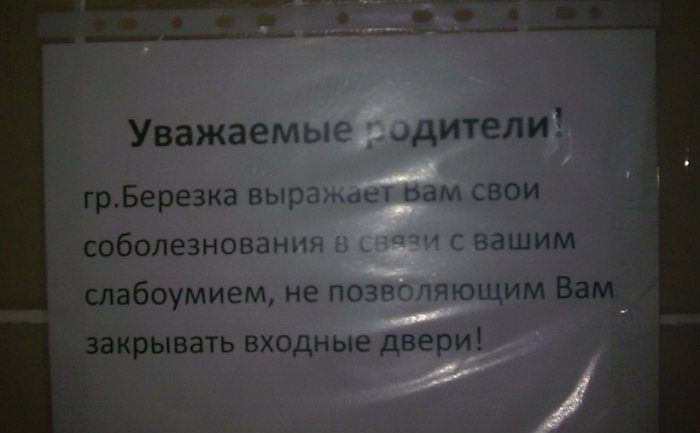 Уважаемые родители!
гр.Березка выражает Вам свои
соболезнования в связи с вашим
слабоумием, не позволяющим Вам
закрывать входные двери!